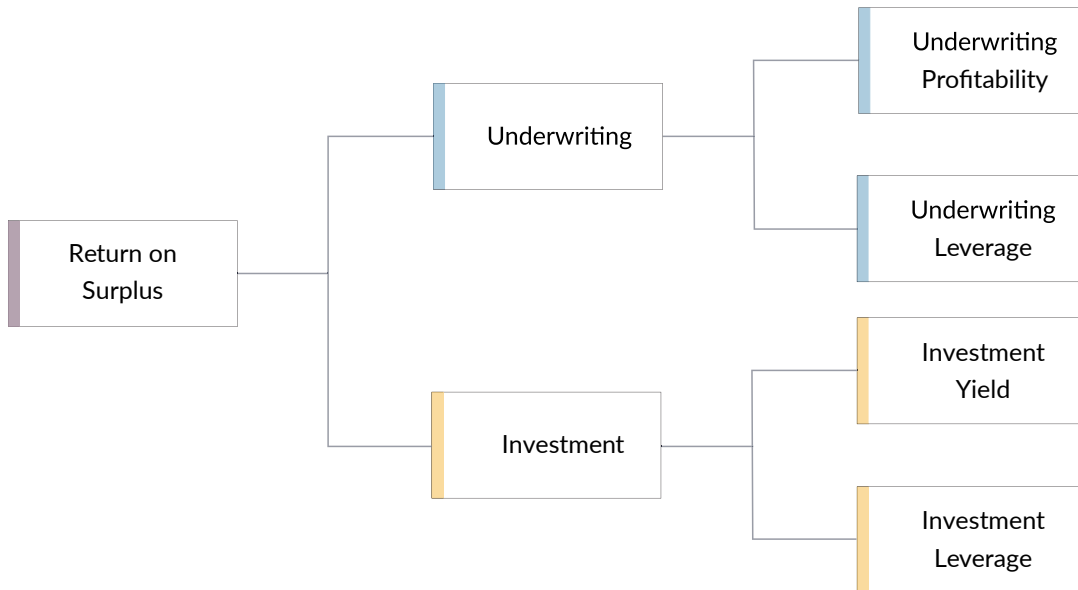 Return on
Surplus
Underwriting
Investment
Underwriting
Profitability
Underwriting
Leverage
Investment
Yield
Investment
Leverage